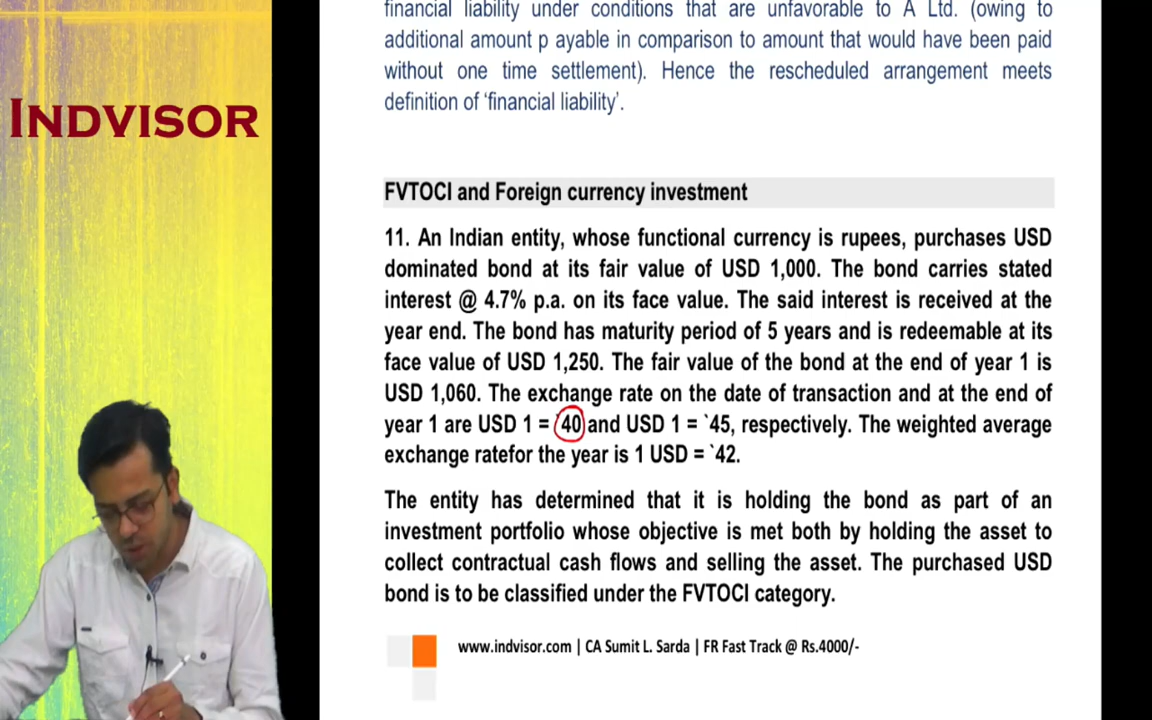 financial liability under conditions that are unfavorable to A Ltd. (owing to
additional amount p ayable in comparison to amount that would have been paid
without one time settlement). Hence the rescheduled arrangement meets
definition of ‘financial liability’.
INDVISOR
FVTOCI and Foreign currency investment
11. An Indian entity, whose functional currency is rupees, purchases USD
dominated bond at its fair value of USD 1,000. The bond carries stated
interest @ 4.7% p.a. on its face value. The said interest is received at the
year end. The bond has maturity period of 5 years and is redeemable at its
face value of USD 1,250. The fair value of the bond at the end of year 1 is
USD 1,060. The exchange rate on the date of transaction and at the end of
year 1 are USD 1 = `40 and USD 1 = `45, respectively. The weighted average
exchange ratefor the year is 1 USD = `42.
The entity has determined that it is holding the bond as part of an
investment portfolio whose objective is met both by holding the asset to
collect contractual cash flows and selling the asset. The purchased USD
bond is to be classified under the FVTOCI category.
www.indvisor.com | CA Sumit L. Sarda | FR Fast Track @ Rs.4000/-